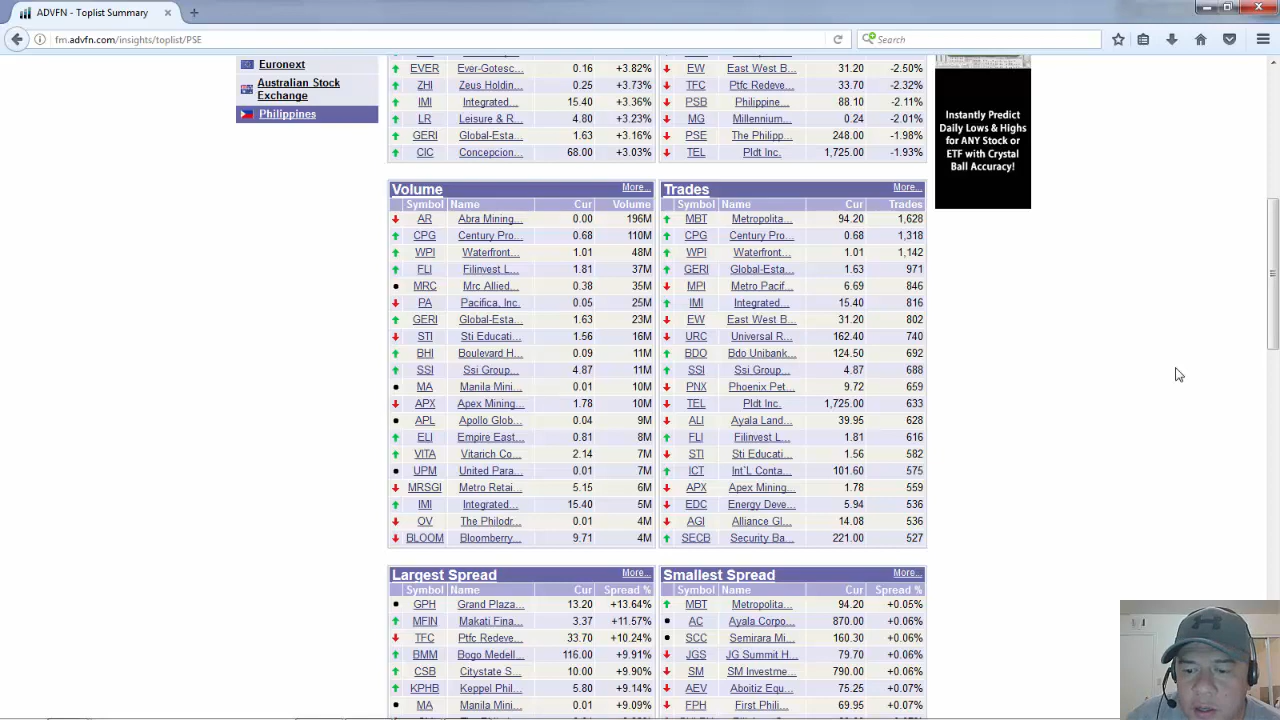 ADVFN - Toplist Summary
fm.advfn.com/insights/toplist/PSE
Search
Euronext
Australian Stock
Exchange
Philippines
EVER Ever-Gotesc... 0.16 +3.82%
ZHI Zeus Holdin... 0.25 +3.73%
IMI Integrated... 15.40 +3.36%
LR Leisure & R... 4.80 +3.23%
GERI Global-Esta... 1.63 +3.16%
CIC Concepcion... 68.00 +3.03%
EW East West B... 31.20 -2.50%
TFC Ptfc Redeve... 33.70 -2.32%
PSB Philippine... 88.10 -2.11%
MG Millennium... 0.24 -2.01%
PSE The Philipp... 248.00 -1.98%
TEL Pldt Inc. 1,725.00 -1.93%
Instantly Predict
Daily Lows & Highs
for ANY Stock or
ETF with Crystal
Ball Accuracy!
Volume More...
Symbol Name Cur Volume
AR Abra Mining... 0.00 196M
CPG Century Pro... 0.68 110M
WPI Waterfront... 1.01 48M
FLI Filinvest L... 1.81 37M
MRC Mrc Allied... 0.38 35M
PA Pacifica, Inc. 0.05 25M
GERI Global-Esta... 1.63 23M
STI Sti Educati... 1.56 16M
BHI Boulevard H... 0.09 11M
SSI Ssi Group... 4.87 11M
MA Manila Mini... 0.01 10M
APX Apex Mining... 1.78 10M
APL Apollo Glob... 0.04 9M
ELI Empire East... 0.81 8M
VITA Vitarich Co... 2.14 7M
UPM United Para... 0.01 7M
MRSGI Metro Retai... 5.15 6M
IMI Integrated... 15.40 5M
OV The Philodr... 0.01 4M
BLOOM Bloomberry... 9.71 4M
Trades More...
Symbol Name Cur Trades
MBT Metropolita... 94.20 1,628
CPG Century Pro... 0.68 1,318
WPI Waterfront... 1.01 1,142
GERI Global-Esta... 1.63 971
MPI Metro Pacif... 6.69 846
IMI Integrated... 15.40 816
EW East West B... 31.20 802
URC Universal R... 162.40 740
BDO Bdo Unibank... 124.50 692
SSI Ssi Group... 4.87 688
PNX Phoenix Pet... 9.72 659
TEL Pldt Inc. 1,725.00 633
ALI Ayala Land... 39.95 628
FLI Filinvest L... 1.81 616
STI Sti Educati... 1.56 582
ICT Int`L Conta... 101.60 575
APX Apex Mining... 1.78 559
EDC Energy Deve... 5.94 536
AGI Alliance Gl... 14.08 536
SECB Security Ba... 221.00 527
Largest Spread More...
Symbol Name Cur Spread %
GPH Grand Plaza... 13.20 +13.64%
MFIN Makati Fina... 3.37 +11.57%
TFC Ptfc Redeve... 33.70 +10.24%
BMM Bogo Medell... 116.00 +9.91%
CSB Citystate S... 10.00 +9.90%
KPHB Keppel Phil... 5.80 +9.14%
MA Manila Mini... 0.01 +9.09%
Smallest Spread More...
Symbol Name Cur Spread %
MBT Metropolita... 94.20 +0.05%
AC Ayala Corpo... 870.00 +0.06%
SCC Semirara Mi... 160.30 +0.06%
JGS JG Summit H... 79.70 +0.06%
SM SM Investme... 790.00 +0.06%
AEV Aboitiz Equ... 75.25 +0.07%
FPH First Phili... 69.95 +0.07%